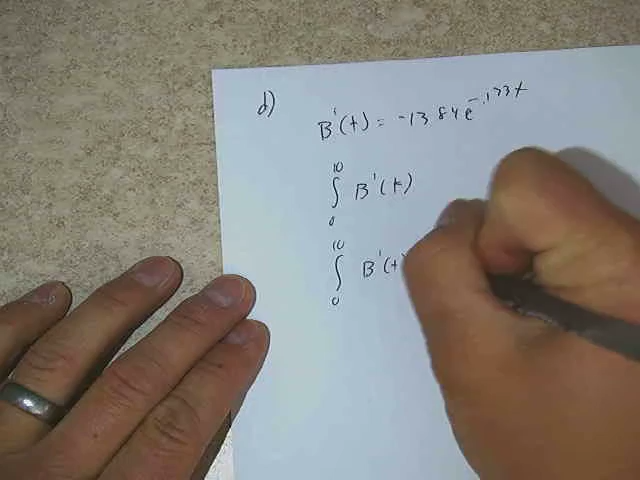 d) B'(t) = -13.84e^-.173t
∫₀¹⁰ B'(t)
∫₀¹⁰ B'(t)